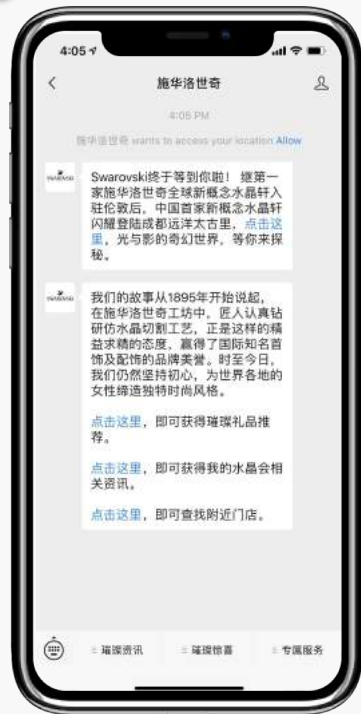 4:05
施华洛世奇
4:05 PM
施华洛世奇 wants to access your location.Allow
SWAROVSKI
Swarovski终于等到你啦！ 继第一
家施华洛世奇全球新概念水晶轩入
驻伦敦后，中国首家新概念水晶轩
闪耀登陆成都远洋太古里，点击这
里，光与影的奇幻世界，等你来探
秘。
SWAROVSKI
我们的故事从1895年开始说起，
在施华洛世奇工坊中，匠人认真钻
研仿水晶切割工艺，正是这样的精
益求精的态度，赢得了国际知名首
饰及配饰的品牌美誉。时至今日，
我们仍然坚持初心，为世界各地的
女性缔造独特时尚风格。
点击这里，即可获得璀璨礼品推
荐。
点击这里，即可获得我的水晶会相
关资讯。
点击这里，即可查找附近门店。
璀璨资讯
璀璨惊喜
专属服务